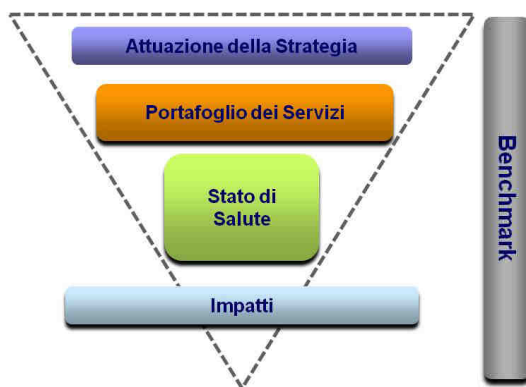 Attuazione della Strategia
Portafoglio dei Servizi
Stato di
Salute
Impatti
Benchmark